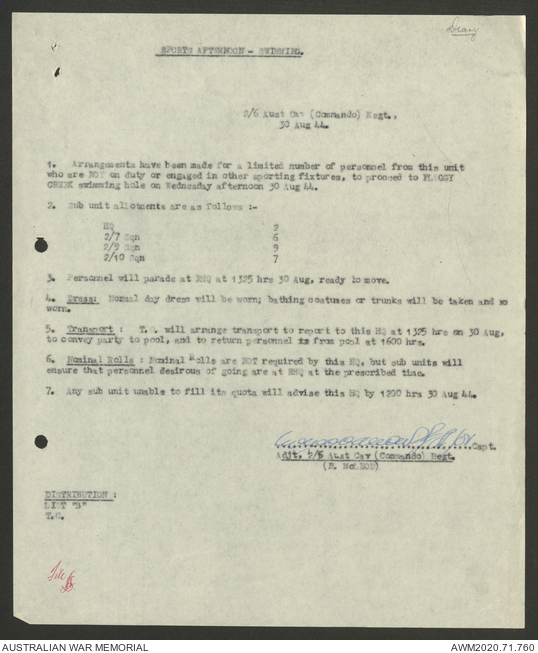 Diary
SPORTS AFTERNOON - SWIMMING.
2/6 Aust Cav (Commando) Regt.,
30 Aug 44.
1. Arrangements have been made for a limited number of personnel from this unit
who are NOT on duty or engaged in other sporting fixtures, to proceed to
CREEK swimming hole on Wednesday afternoon 30 Aug 44.
2. Sub unit allotments are as follows :-
HQ 2
2/7 Sqn 6
2/9 Sqn 9
2/10 Sqn 7
3. Personnel will parade at RHQ at 1325 hrs 30 Aug, ready to move.
4. Dress: Normal day dress will be worn; bathing costumes or trunks will be taken and
worn.
5. Transport : T.O. will arrange transport to report to this HQ at 1325 hrs on 30 Aug,
to convey party to pool, and to return personnel from pool at 1600 hrs.
6. Nominal Rolls : Nominal Rolls are NOT required by this HQ, but sub units will
ensure that personnel desirous of going are at RHQ at the prescribed time.
7. Any sub unit unable to fill its quota will advise this HQ by 1200 hrs 30 Aug 44.
Capt.
Adjt, 2/6 Aust Cav (Commando) Regt.
McLEOD)
DISTRIBUTION :
LIST "B"
T.O.
AUSTRALIAN WAR MEMORIAL
AWM2020.71.760